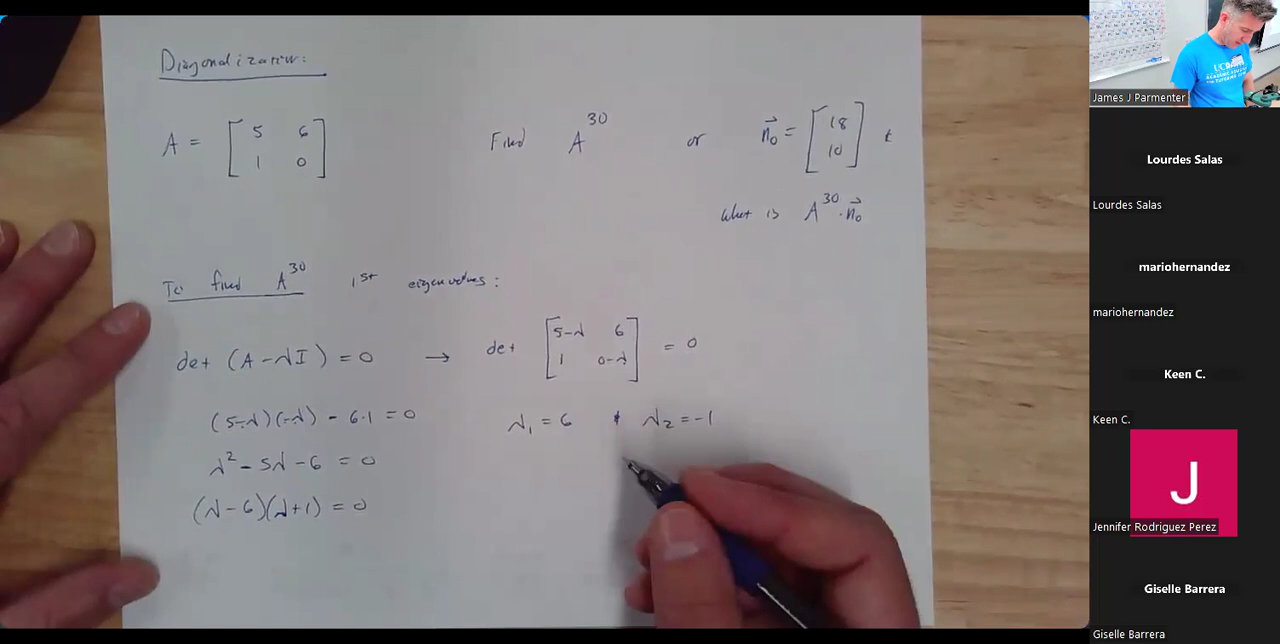 Diagonalization:
A = [5 6; 1 0] Find A^30 or n⃗₀ = [18; 10] t
what is A^30 · n⃗₀
To find A^30 1st eigenvalues:
det (A − λI) = 0 → det [5−λ 6; 1 0−λ] = 0
(5−λ)(−λ) − 6·1 = 0 λ₁ = 6 + λ₂ = −1
λ² − 5λ − 6 = 0
(λ − 6)(λ + 1) = 0
James J Parmenter
Lourdes Salas
Lourdes Salas
mariohernandez
mariohernandez
Keen C.
Keen C.
J
Jennifer Rodriguez Perez
Giselle Barrera
Giselle Barrera